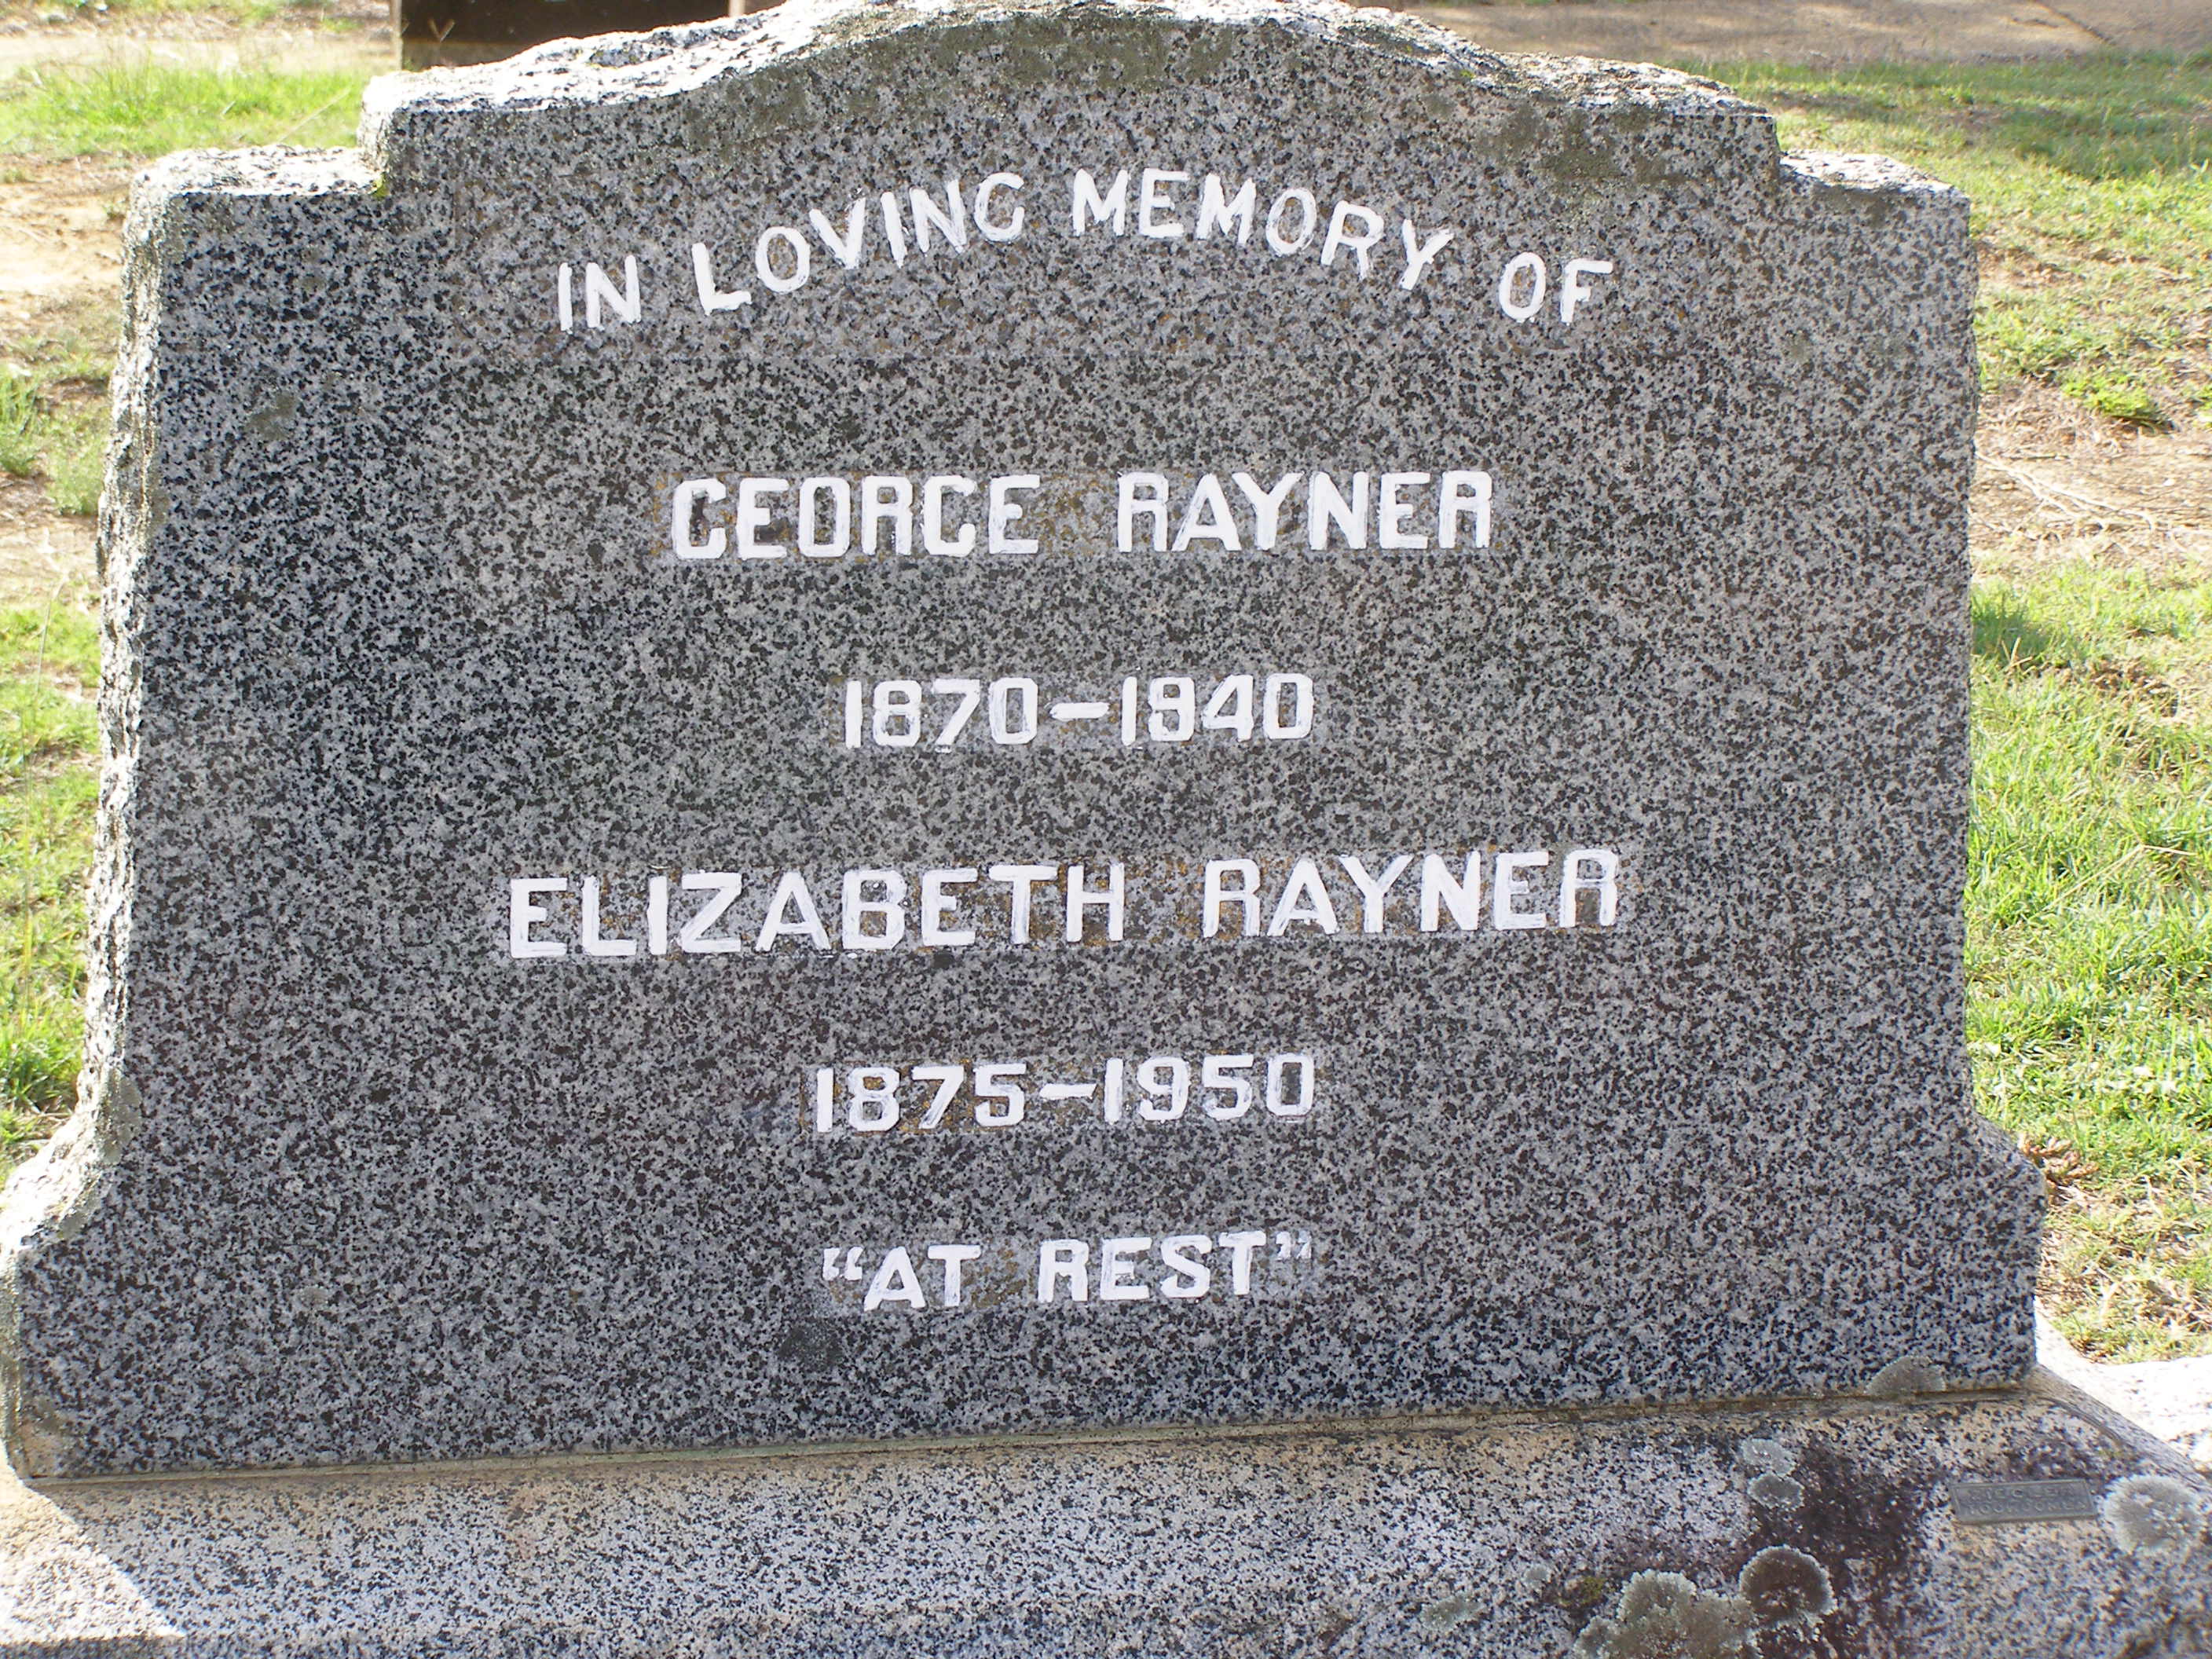 IN LOVING MEMORY OF
GEORGE RAYNER
1870-1940
ELIZABETH RAYNER
1875-1950
"AT REST"